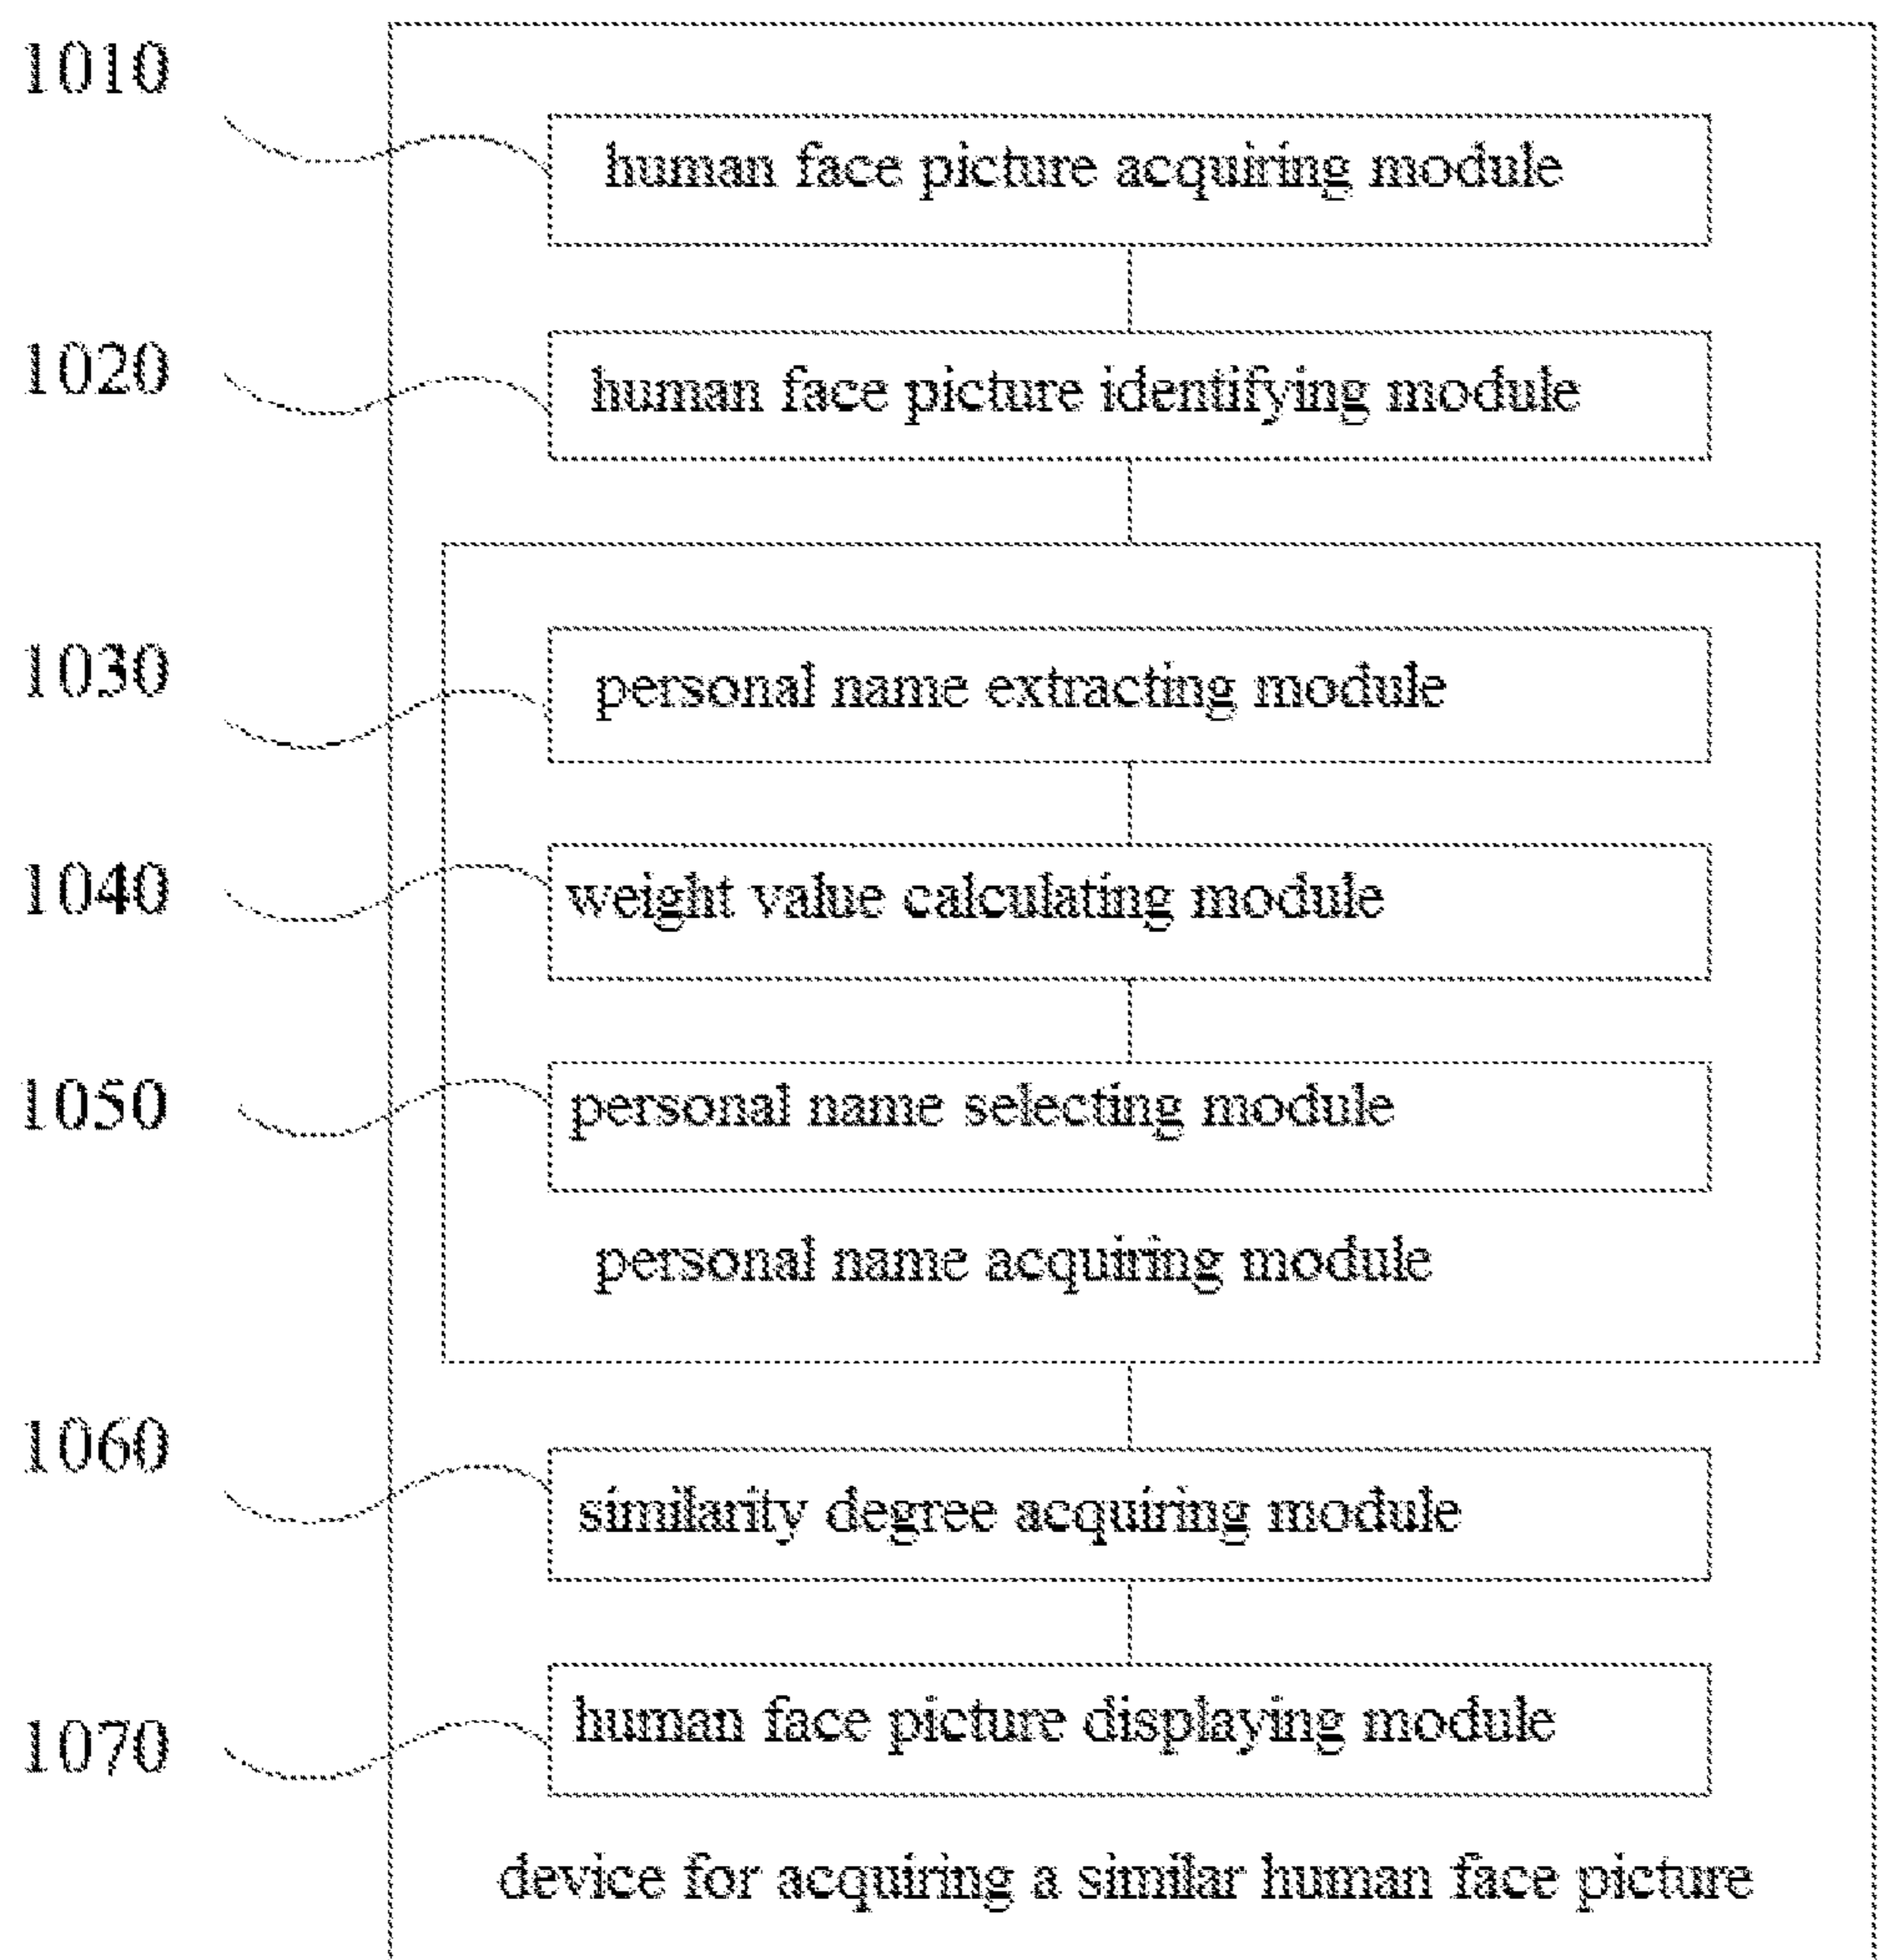 1010
human face picture acquiring module
1020
human face picture identifying module
1030
personal name extracting module
1040
weight value calculating module
1050
personal name selecting module
personal name acquiring module
1060
similarity degree acquiring module
1070
human face picture displaying module
device for acquiring a similar human face picture